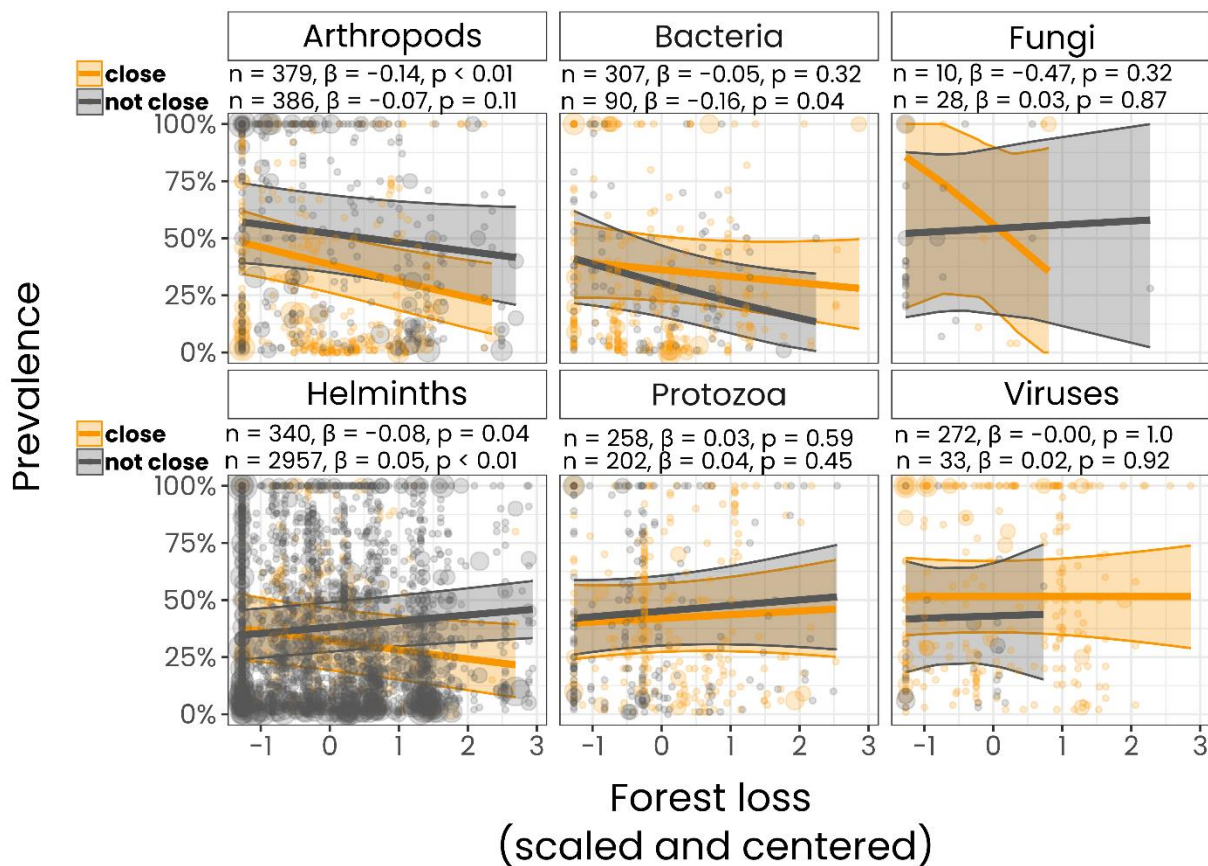 Arthropods
Bacteria
Fungi
close
not close
n = 379, β = −0.14, p < 0.01
n = 386, β = −0.07, p = 0.11
n = 307, β = −0.05, p = 0.32
n = 90, β = −0.16, p = 0.04
n = 10, β = −0.47, p = 0.32
n = 28, β = 0.03, p = 0.87
100%
75%
50%
25%
0%
Prevalence
Helminths
Protozoa
Viruses
close
not close
n = 340, β = −0.08, p = 0.04
n = 2957, β = 0.05, p < 0.01
n = 258, β = 0.03, p = 0.59
n = 202, β = 0.04, p = 0.45
n = 272, β = −0.00, p = 1.0
n = 33, β = 0.02, p = 0.92
100%
75%
50%
25%
0%
−1 0 1 2 3
−1 0 1 2 3
−1 0 1 2 3
Forest loss
(scaled and centered)